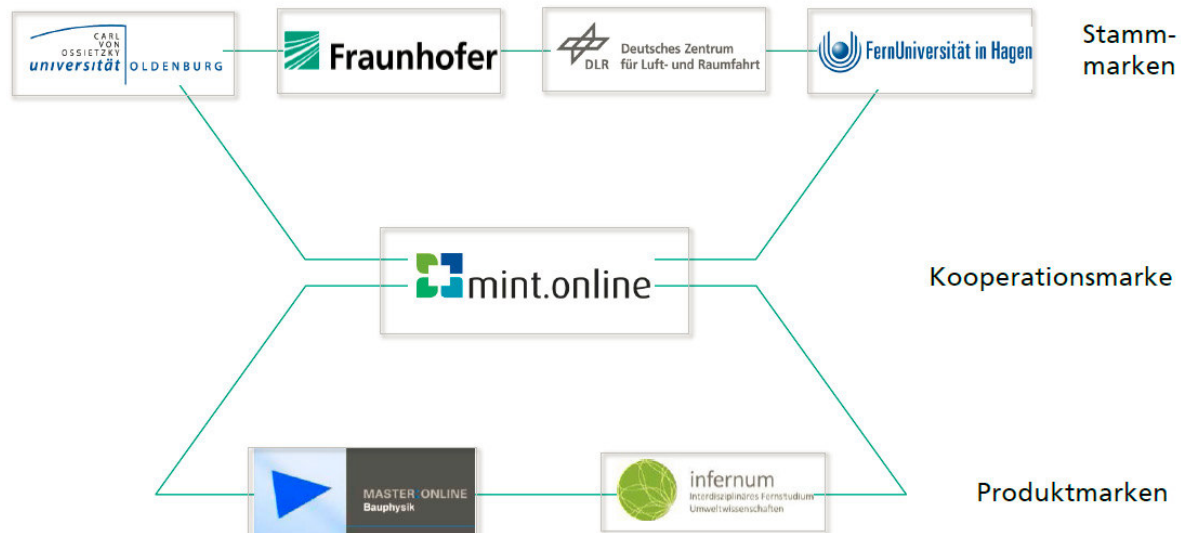 CARL
VON
OSSIETZKY
universität OLDENBURG
Fraunhofer
DLR
Deutsches Zentrum
für Luft- und Raumfahrt
FernUniversität in Hagen
Stamm-
marken
mint.online
Kooperationsmarke
MASTER:ONLINE
Bauphysik
infernum
Interdisziplinäres Fernstudium
Umweltwissenschaften
Produktmarken